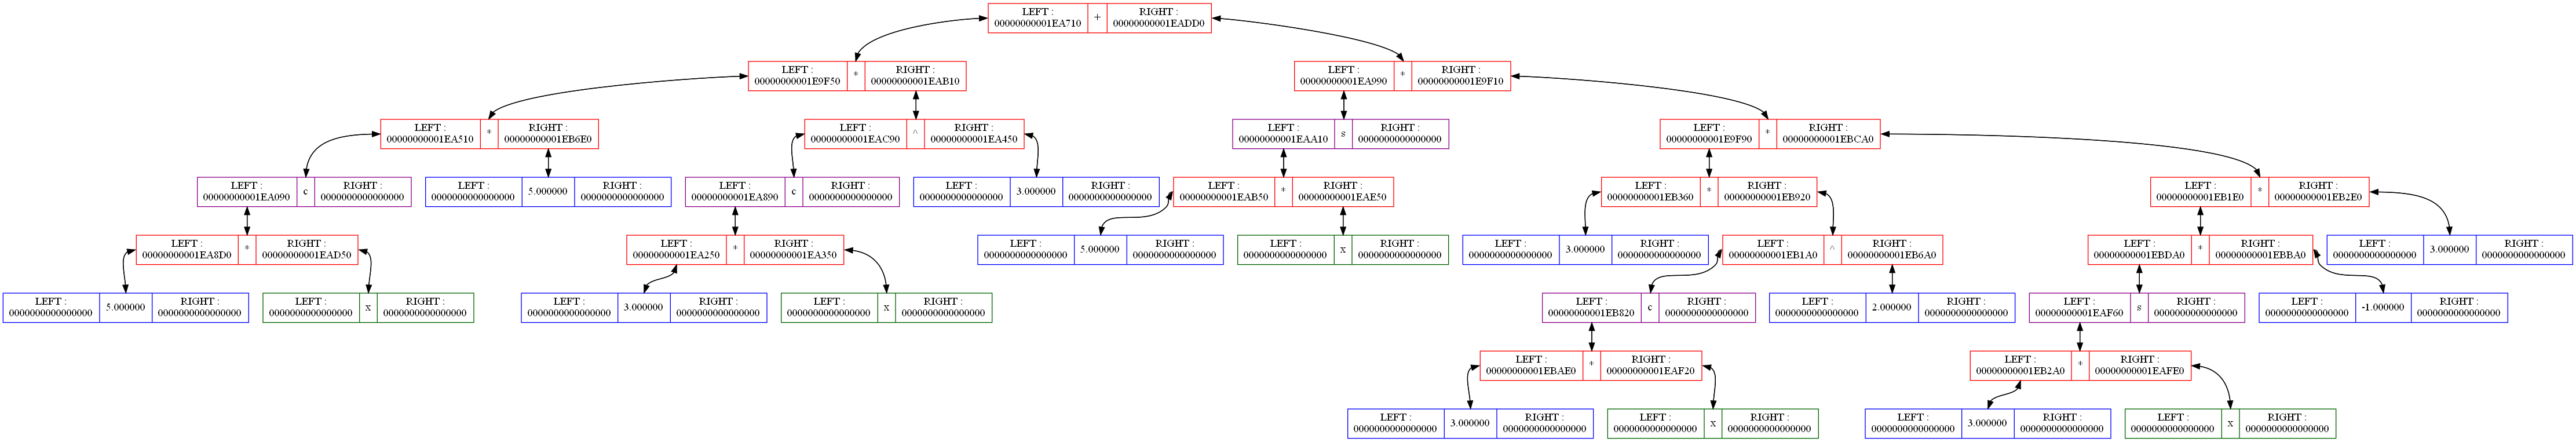 LEFT :
00000000001EA710
+
RIGHT :
00000000001EADD0
LEFT :
00000000001E9F50
*
RIGHT :
00000000001EAB10
LEFT :
00000000001EA990
*
RIGHT :
00000000001E9F10
LEFT :
00000000001EA510
*
RIGHT :
00000000001EB6E0
LEFT :
00000000001EAC90
^
RIGHT :
00000000001EA450
LEFT :
00000000001EAA10
s
RIGHT :
0000000000000000
LEFT :
00000000001E9F90
*
RIGHT :
00000000001EBCA0
LEFT :
00000000001EA090
c
RIGHT :
0000000000000000
LEFT :
0000000000000000
5.000000
RIGHT :
0000000000000000
LEFT :
00000000001EA890
c
RIGHT :
0000000000000000
LEFT :
0000000000000000
3.000000
RIGHT :
0000000000000000
LEFT :
00000000001EAB50
*
RIGHT :
00000000001EAE50
LEFT :
00000000001EB360
*
RIGHT :
00000000001EB920
LEFT :
00000000001EB1E0
*
RIGHT :
00000000001EB2E0
LEFT :
00000000001EA8D0
*
RIGHT :
00000000001EAD50
LEFT :
00000000001EA250
*
RIGHT :
00000000001EA350
LEFT :
0000000000000000
5.000000
RIGHT :
0000000000000000
LEFT :
0000000000000000
x
RIGHT :
0000000000000000
LEFT :
0000000000000000
3.000000
RIGHT :
0000000000000000
LEFT :
00000000001EB1A0
^
RIGHT :
00000000001EB6A0
LEFT :
00000000001EBDA0
*
RIGHT :
00000000001EBBA0
LEFT :
0000000000000000
3.000000
RIGHT :
0000000000000000
LEFT :
0000000000000000
5.000000
RIGHT :
0000000000000000
LEFT :
0000000000000000
x
RIGHT :
0000000000000000
LEFT :
0000000000000000
3.000000
RIGHT :
0000000000000000
LEFT :
0000000000000000
x
RIGHT :
0000000000000000
LEFT :
00000000001EB820
c
RIGHT :
0000000000000000
LEFT :
0000000000000000
2.000000
RIGHT :
0000000000000000
LEFT :
00000000001EAF60
s
RIGHT :
0000000000000000
LEFT :
0000000000000000
-1.000000
RIGHT :
0000000000000000
LEFT :
00000000001EBAE0
*
RIGHT :
00000000001EAF20
LEFT :
00000000001EB2A0
*
RIGHT :
00000000001EAFE0
LEFT :
0000000000000000
3.000000
RIGHT :
0000000000000000
LEFT :
0000000000000000
x
RIGHT :
0000000000000000
LEFT :
0000000000000000
3.000000
RIGHT :
0000000000000000
LEFT :
0000000000000000
x
RIGHT :
0000000000000000